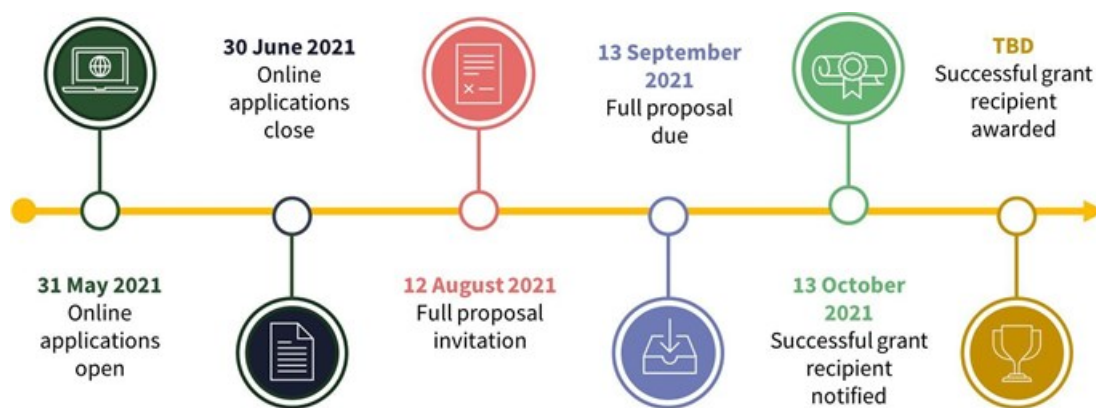 31 May 2021
Online
applications
open
30 June 2021
Online
applications
close
12 August 2021
Full proposal
invitation
13 September
2021
Full proposal
due
13 October
2021
Successful grant
recipient
notified
TBD
Successful grant
recipient
awarded